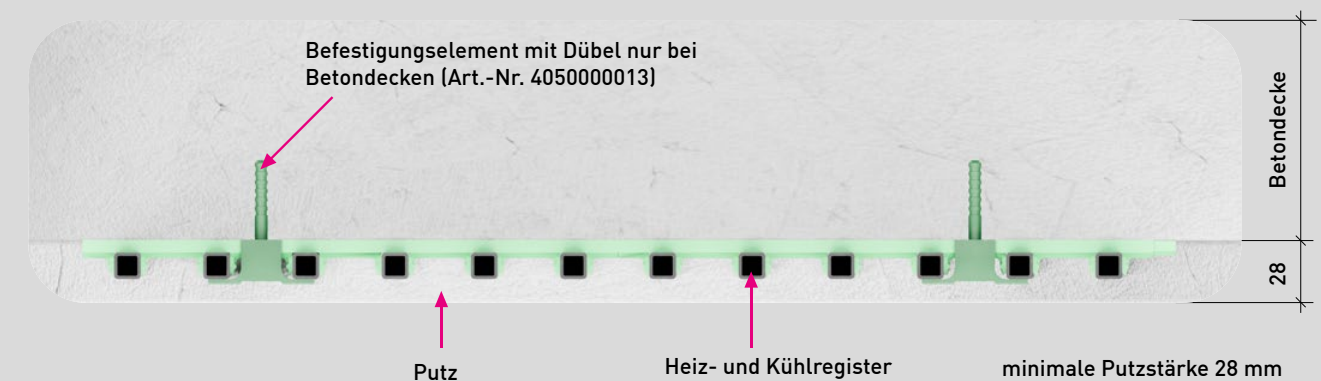 Befestigungselement mit Dübel nur bei
Betondecken (Art.-Nr. 4050000013)
Betondecke
28
Putz
Heiz- und Kühlregister
minimale Putzstärke 28 mm